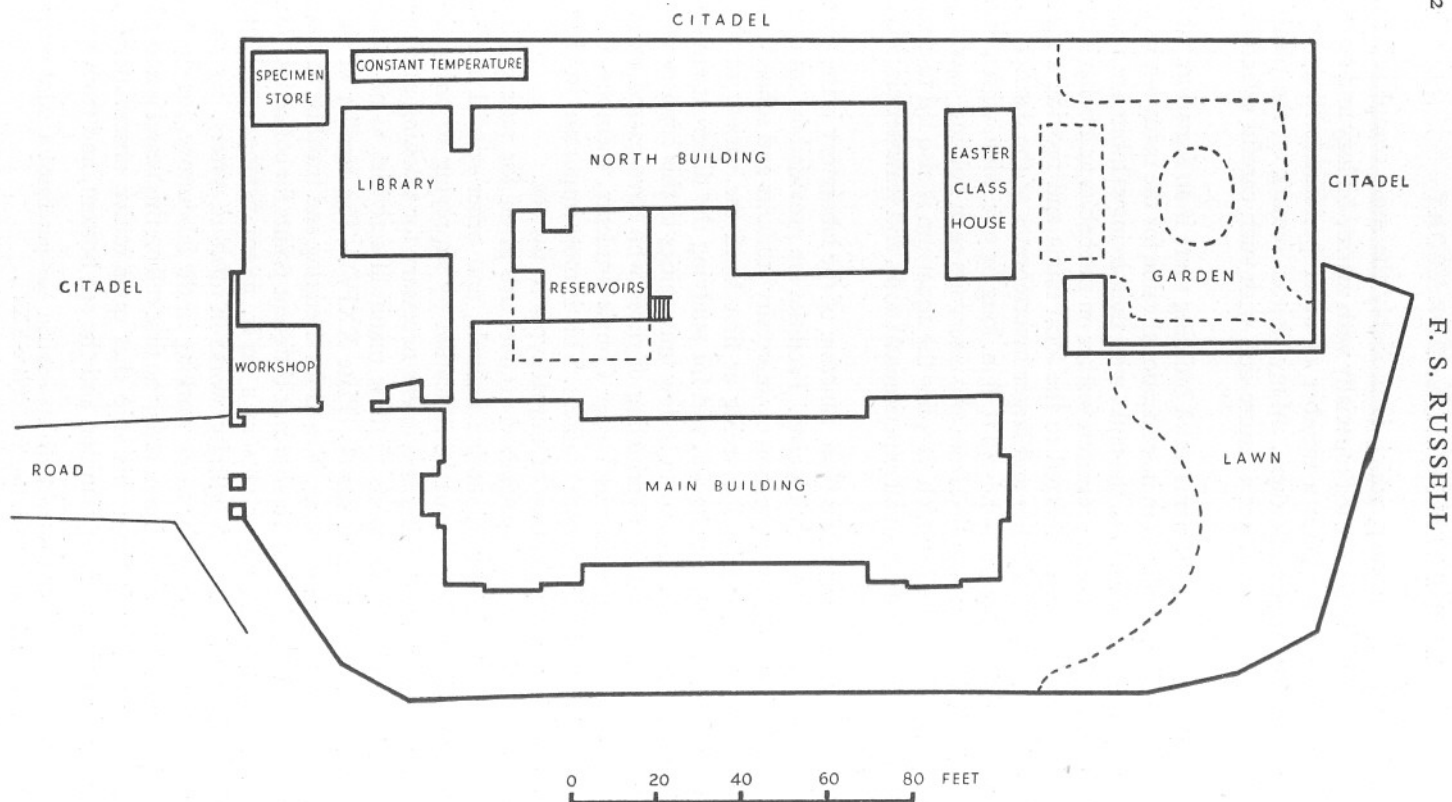 2
F. S. RUSSELL
CITADEL
SPECIMEN
STORE
CONSTANT TEMPERATURE
NORTH BUILDING
LIBRARY
EASTER
CLASS
HOUSE
CITADEL
GARDEN
CITADEL
RESERVOIRS
WORKSHOP
ROAD
LAWN
MAIN BUILDING
0 20 40 60 80 FEET